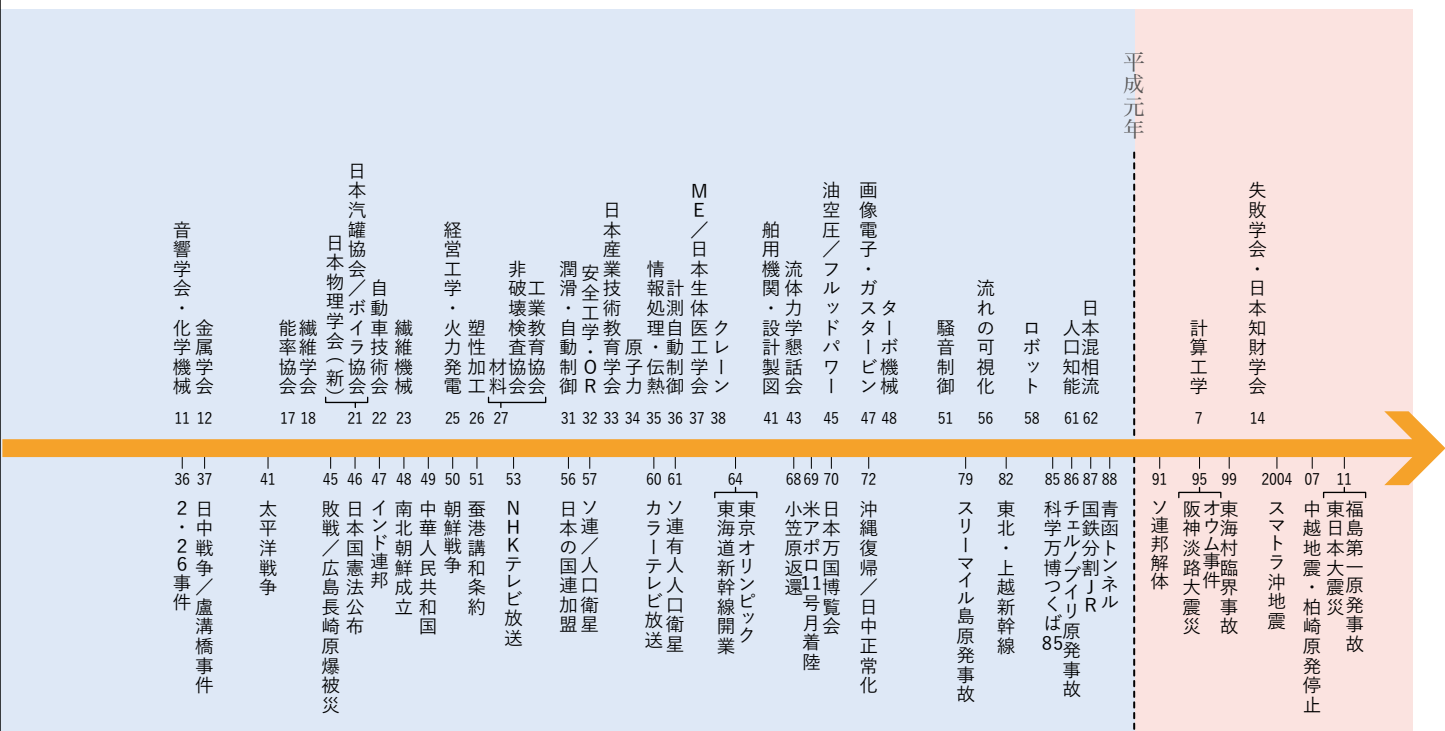 平成元年
音響学会・化学機械
金属学会
能率協会
繊維学会
日本物理学会（新）
日本汽罐協会／ボイラ協会
自動車技術会
繊維機械
経営工学・火力発電
塑性加工
材料
非破壊検査協会
工業教育協会
潤滑・自動制御
安全工学・OR
日本産業技術教育学会
原子力
情報処理・伝熱
計測自動制御
ME／日本生体医工学会
クレーン
舶用機関・設計製図
流体力学懇話会
油空圧／フルッドパワー
画像電子・ガスタービン
ターボ機械
騒音制御
流れの可視化
ロボット
人口知能
日本混相流
計算工学
失敗学会・日本知財学会
11 12 17 18 21 22 23 25 26 27 31 32 33 34 35 36 37 38 41 43 45 47 48 51 56 58 61 62 7 14
36 37 41 45 46 47 48 49 50 51 53 56 57 60 61 64 68 69 70 72 79 82 85 86 87 88 91 95 99 2004 07 11
2・26事件
日中戦争／盧溝橋事件
太平洋戦争
敗戦／広島長崎原爆被災
日本国憲法公布
インド連邦
南北朝鮮成立
中華人民共和国
朝鮮戦争
蚕港講和条約
NHKテレビ放送
日本の国連加盟
ソ連／人口衛星
カラーテレビ放送
ソ連有人人口衛星
東海道新幹線開業
東京オリンピック
小笠原返還
米アポロ11号月着陸
日本万国博覧会
沖縄復帰／日中正常化
スリーマイル島原発事故
東北・上越新幹線
科学万博つくば85
チェルノブイリ原発事故
国鉄分割JR
青函トンネル
ソ連邦解体
阪神淡路大震災
オウム事件
東海村臨界事故
スマトラ沖地震
中越地震・柏崎原発停止
東日本大震災
福島第一原発事故